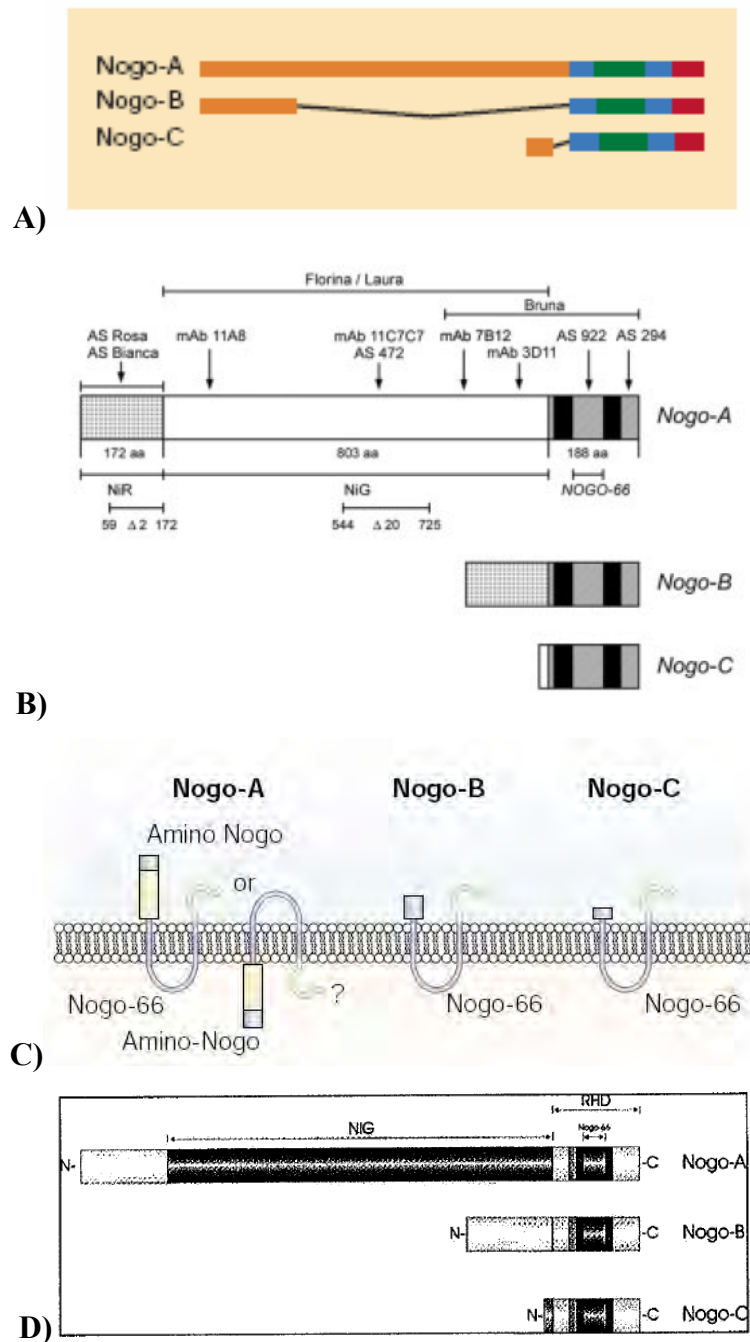 Nogo-A
Nogo-B
Nogo-C
A)
Florina / Laura
Bruna
AS Rosa
AS Bianca
mAb 11A8
mAb 11C7C7
AS 472
mAb 7B12
mAb 3D11
AS 922
AS 294
Nogo-A
172 aa
803 aa
188 aa
NiR
NiG
NOGO-66
59 Δ 2 172
544 Δ 20 725
Nogo-B
Nogo-C
B)
Nogo-A
Nogo-B
Nogo-C
Amino Nogo
or
?
Nogo-66
Nogo-66
Nogo-66
Amino-Nogo
C)
RHD
NIG
Nogo-66
N-
-C
Nogo-A
N-
-C
Nogo-B
N-
-C
Nogo-C
D)